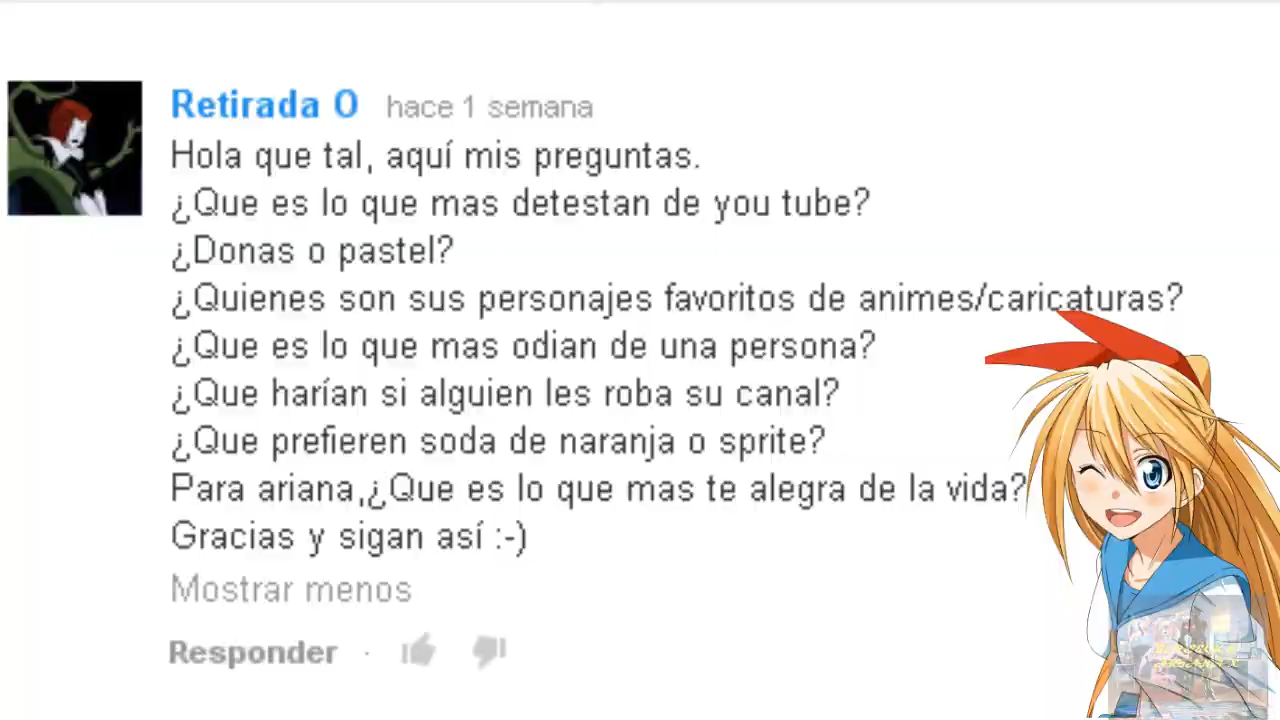 Retirada O hace 1 semana
Hola que tal, aquí mis preguntas.
¿Que es lo que mas detestan de you tube?
¿Donas o pastel?
¿Quienes son sus personajes favoritos de animes/caricaturas?
¿Que es lo que mas odian de una persona?
¿Que harían si alguien les roba su canal?
¿Que prefieren soda de naranja o sprite?
Para ariana,¿Que es lo que mas te alegra de la vida?
Gracias y sigan así :-)
Mostrar menos
Responder ·